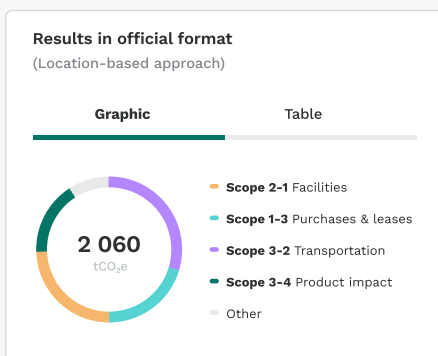 Results in official format
(Location-based approach)
Graphic
Table
Scope 2-1 Facilities
Scope 1-3 Purchases & leases
Scope 3-2 Transportation
Scope 3-4 Product impact
Other
2 060
tCO₂e